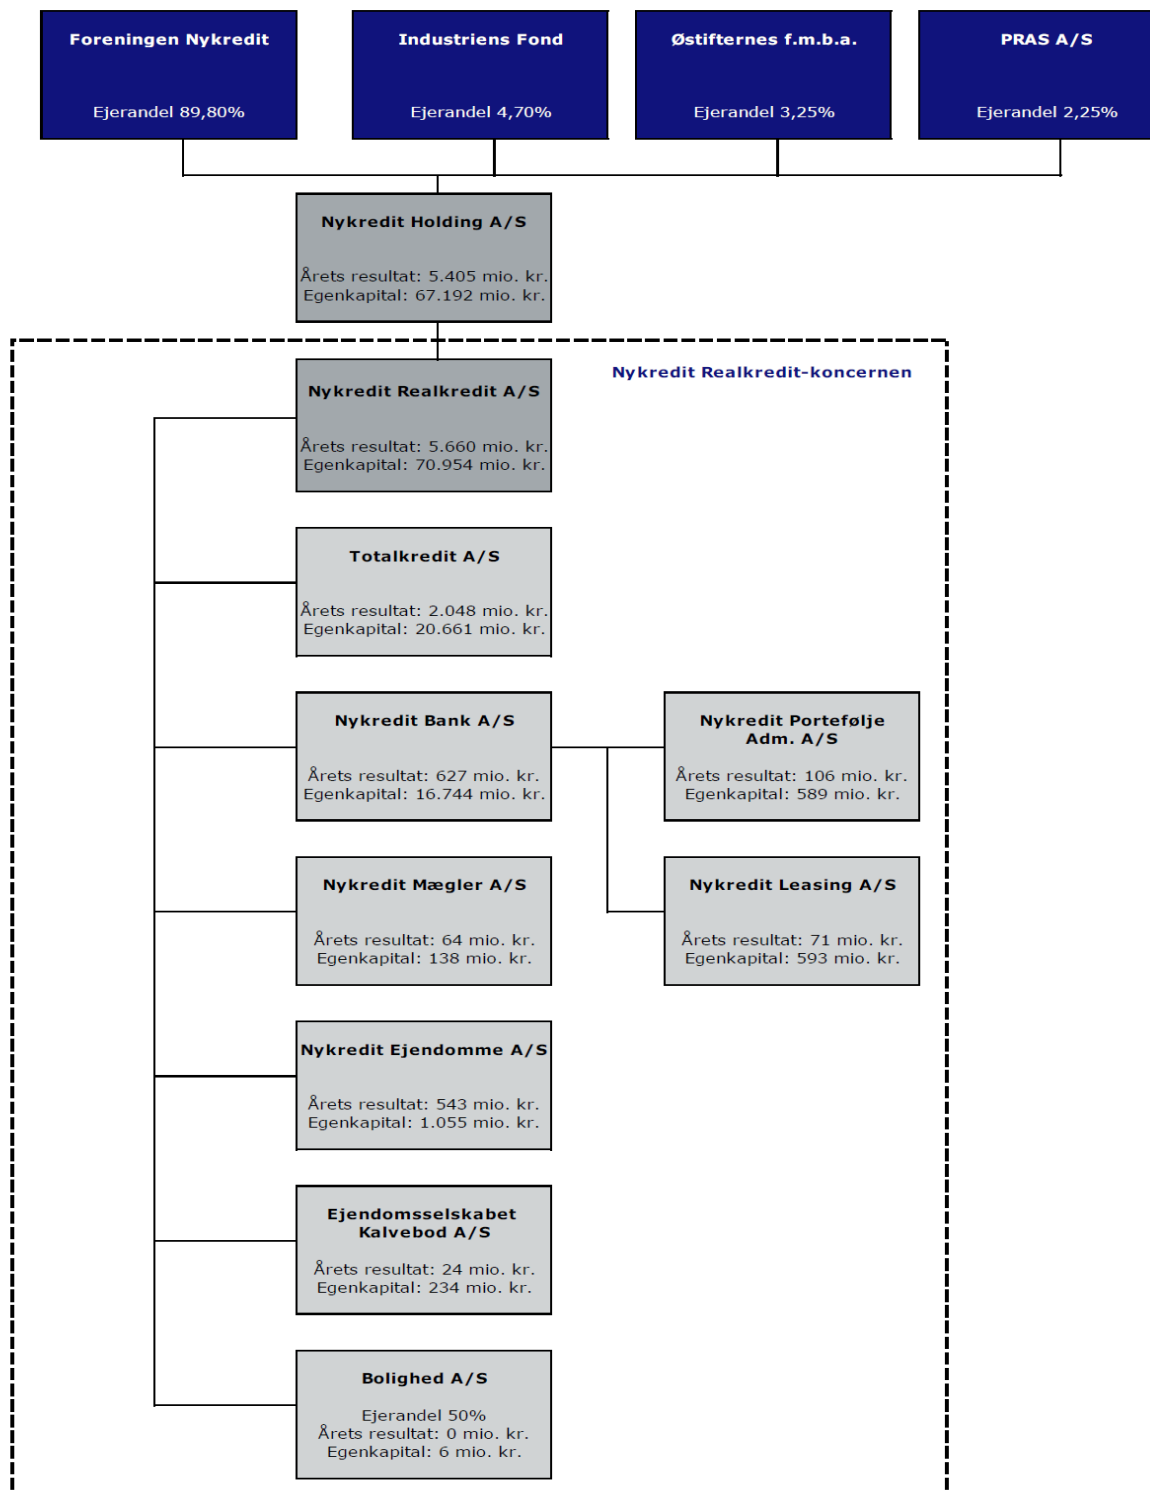 Foreningen Nykredit
Ejerandel 89,80%
Industriens Fond
Ejerandel 4,70%
Østifternes f.m.b.a.
Ejerandel 3,25%
PRAS A/S
Ejerandel 2,25%
Nykredit Holding A/S
Årets resultat: 5.405 mio. kr.
Egenkapital: 67.192 mio. kr.
Nykredit Realkredit-koncernen
Nykredit Realkredit A/S
Årets resultat: 5.660 mio. kr.
Egenkapital: 70.954 mio. kr.
Totalkredit A/S
Årets resultat: 2.048 mio. kr.
Egenkapital: 20.661 mio. kr.
Nykredit Bank A/S
Årets resultat: 627 mio. kr.
Egenkapital: 16.744 mio. kr.
Nykredit Portefølje
Adm. A/S
Årets resultat: 106 mio. kr.
Egenkapital: 589 mio. kr.
Nykredit Mægler A/S
Årets resultat: 64 mio. kr.
Egenkapital: 138 mio. kr.
Nykredit Leasing A/S
Årets resultat: 71 mio. kr.
Egenkapital: 593 mio. kr.
Nykredit Ejendomme A/S
Årets resultat: 543 mio. kr.
Egenkapital: 1.055 mio. kr.
Ejendomsselskabet
Kalvebod A/S
Årets resultat: 24 mio. kr.
Egenkapital: 234 mio. kr.
Bolighed A/S
Ejerandel 50%
Årets resultat: 0 mio. kr.
Egenkapital: 6 mio. kr.